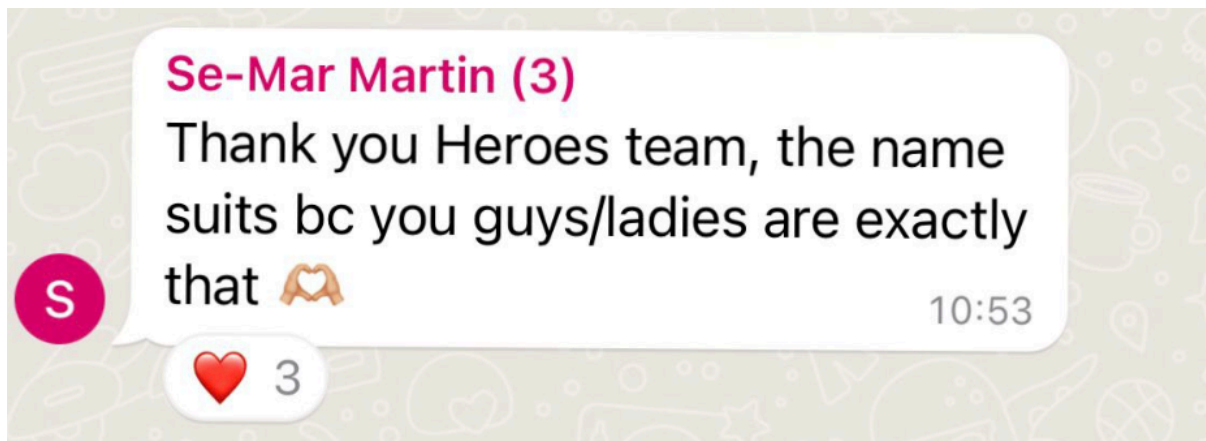 Se-Mar Martin (3)
Thank you Heroes team, the name
suits bc you guys/ladies are exactly
that 🫶🏼
10:53
S
❤️ 3